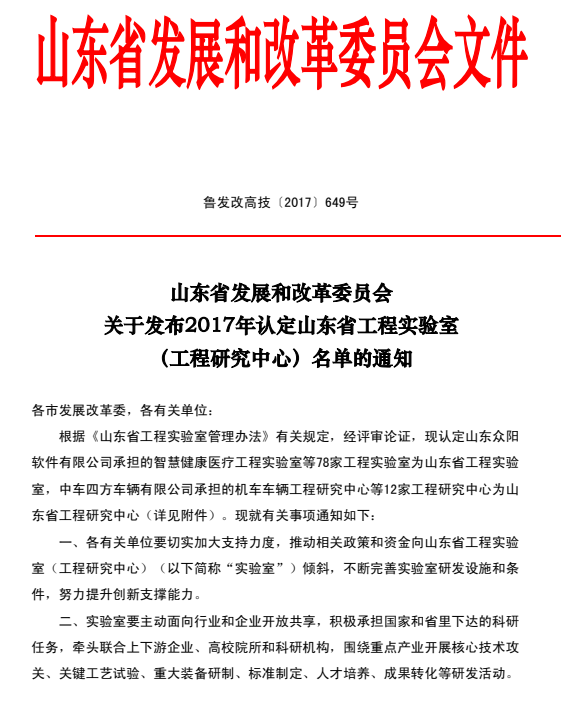 山东省发展和改革委员会文件
鲁发改高技〔2017〕649号
山东省发展和改革委员会
关于发布2017年认定山东省工程实验室
（工程研究中心）名单的通知
各市发展改革委，各有关单位：
根据《山东省工程实验室管理办法》有关规定，经评审论证，现认定山东众阳
软件有限公司承担的智慧健康医疗工程实验室等78家工程实验室为山东省工程实验
室，中车四方车辆有限公司承担的机车车辆工程研究中心等12家工程研究中心为山
东省工程研究中心（详见附件）。现就有关事项通知如下：
一、各有关单位要切实加大支持力度，推动相关政策和资金向山东省工程实验
室（工程研究中心）（以下简称“实验室”）倾斜，不断完善实验室研发设施和条
件，努力提升创新支撑能力。
二、实验室要主动面向行业和企业开放共享，积极承担国家和省里下达的科研
任务，牵头联合上下游企业、高校院所和科研机构，围绕重点产业开展核心技术攻
关、关键工艺试验、重大装备研制、标准制定、人才培养、成果转化等研发活动。